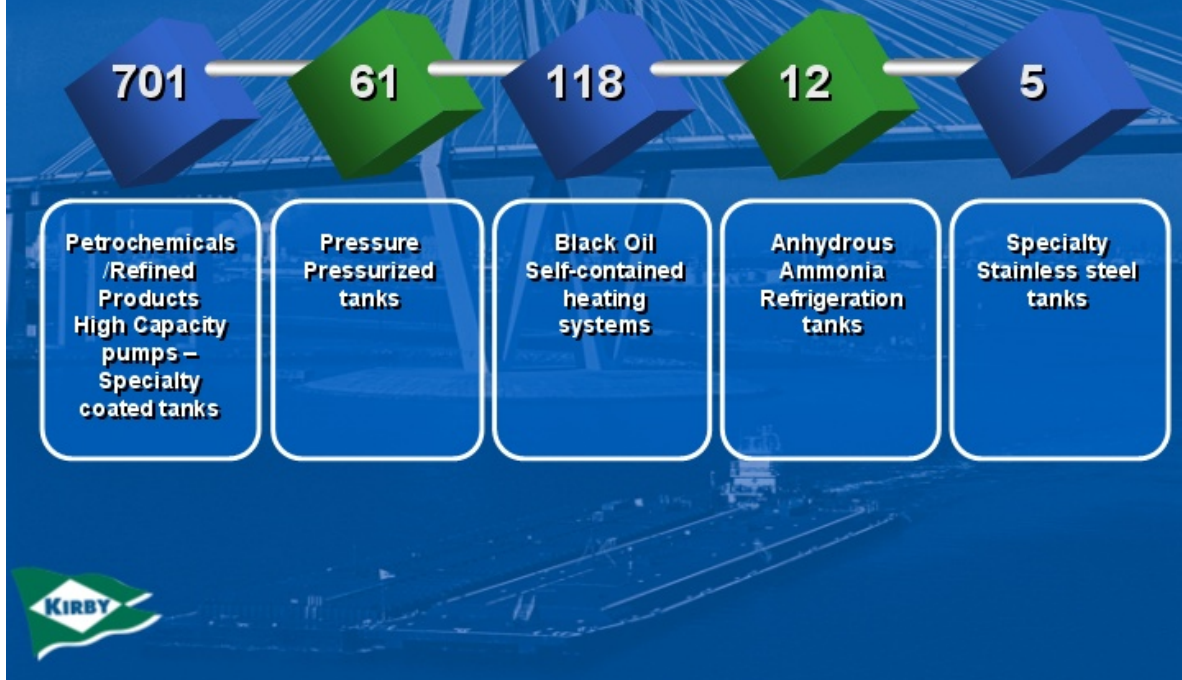 701
61
118
12
5
Petrochemicals
/Refined
Products
High Capacity
pumps –
Specialty
coated tanks
Pressure
Pressurized
tanks
Black Oil
Self-contained
heating
systems
Anhydrous
Ammonia
Refrigeration
tanks
Specialty
Stainless steel
tanks
KIRBY